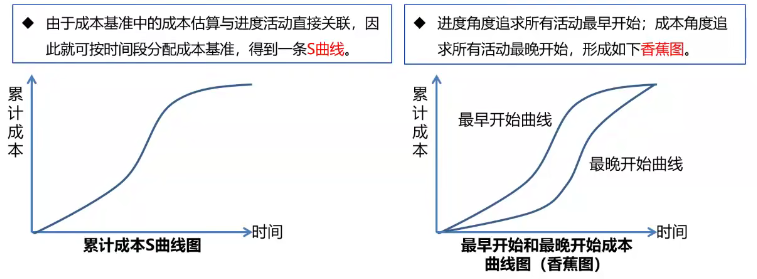 ◆ 由于成本基准中的成本估算与进度活动直接关联，因
此就可按时间段分配成本基准，得到一条S曲线。
累计成本
时间
累计成本S曲线图
◆ 进度角度追求所有活动最早开始；成本角度追
求所有活动最晚开始，形成如下香蕉图。
累计成本
最早开始曲线
最晚开始曲线
时间
最早开始和最晚开始成本
曲线图（香蕉图）